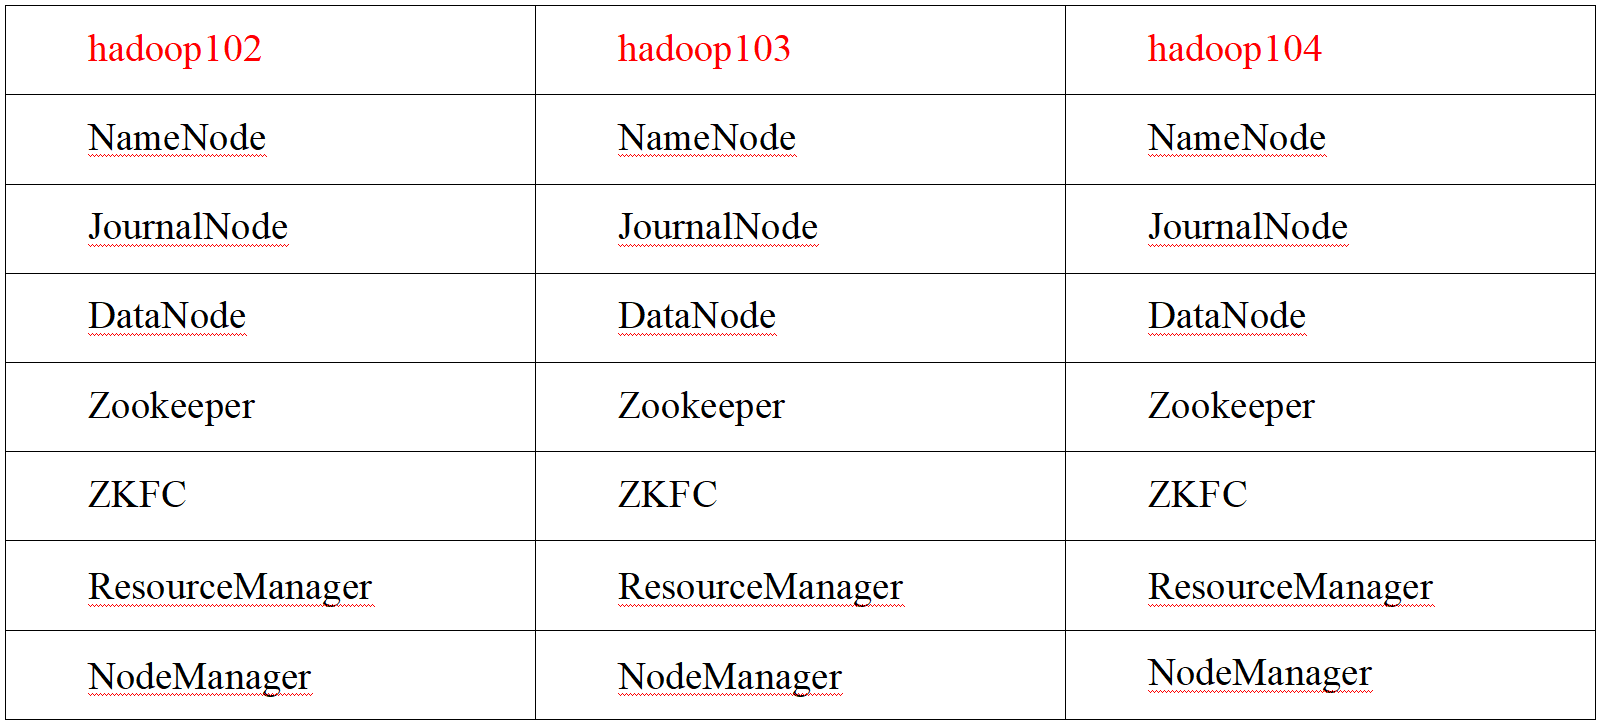 hadoop102 hadoop103 hadoop104
NameNode NameNode NameNode
JournalNode JournalNode JournalNode
DataNode DataNode DataNode
Zookeeper Zookeeper Zookeeper
ZKFC ZKFC ZKFC
ResourceManager ResourceManager ResourceManager
NodeManager NodeManager NodeManager